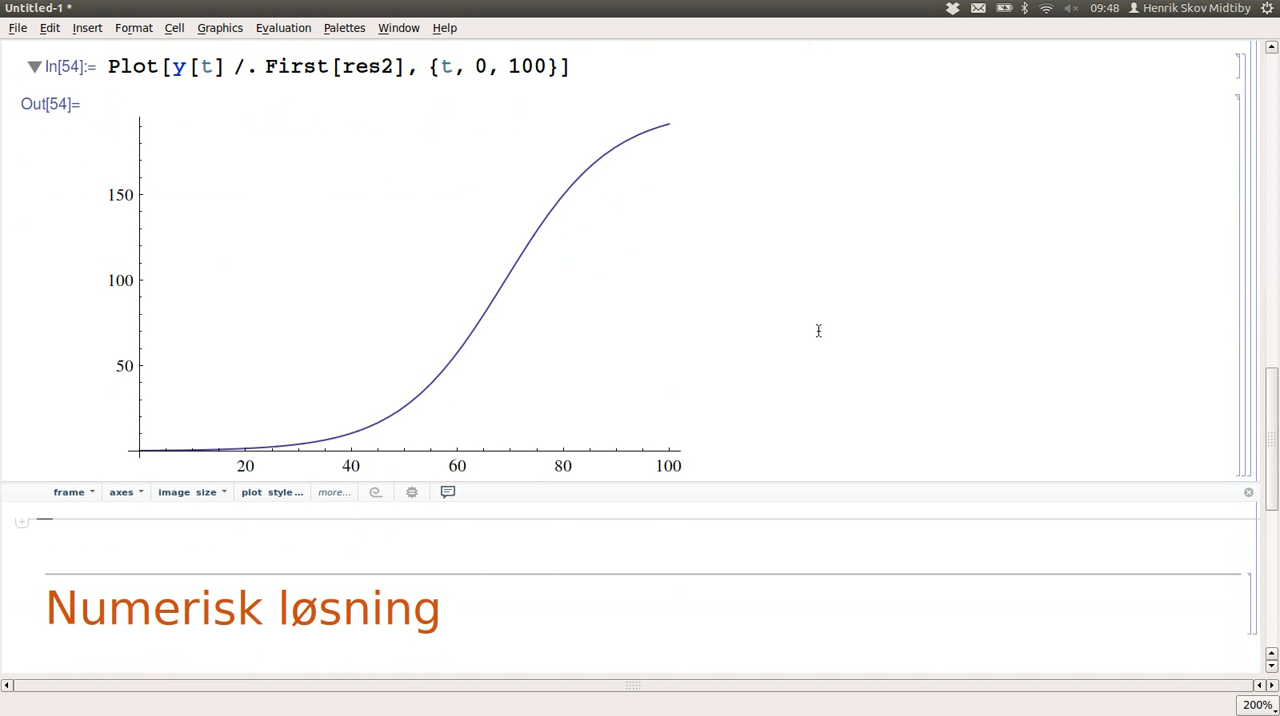 Untitled-1 *
09:48 Henrik Skov Midtiby
File Edit Insert Format Cell Graphics Evaluation Palettes Window Help
In[54]:= Plot[y[t] /. First[res2], {t, 0, 100}]
Out[54]=
150
100
50
20 40 60 80 100
frame axes image size plot style... more...
Numerisk løsning
200%